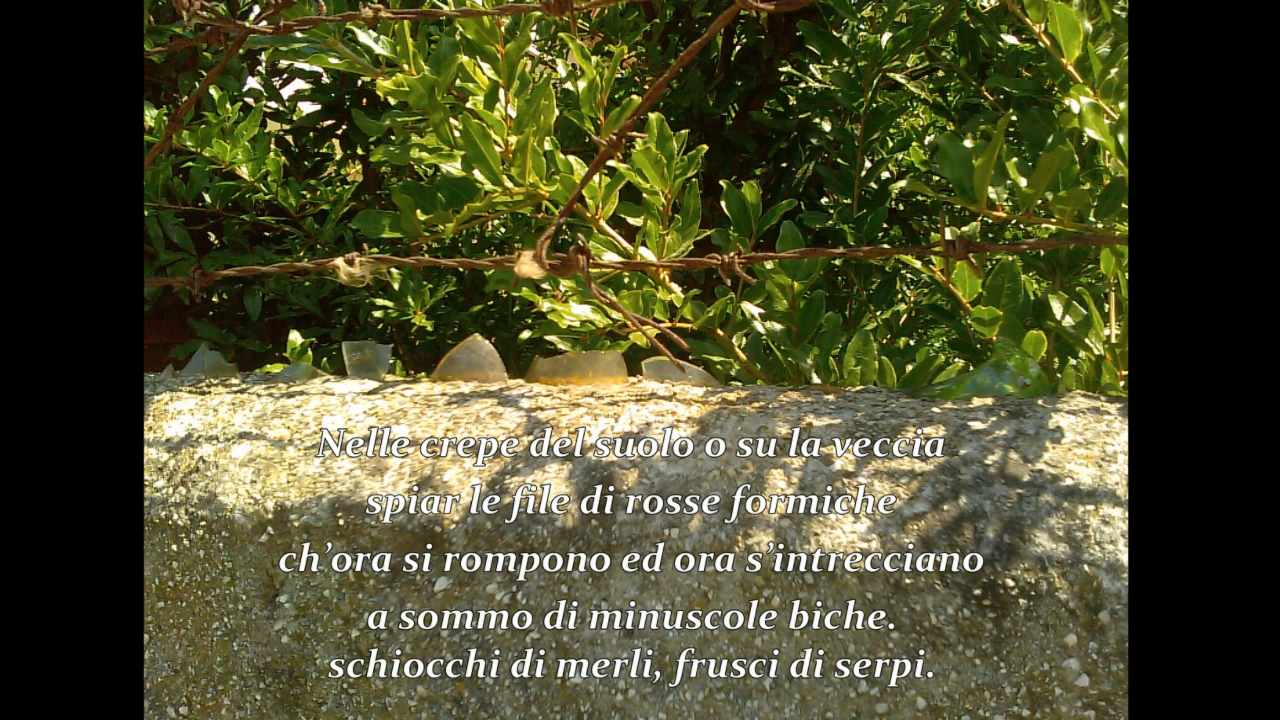 Nelle crepe del suolo o su la veccia
spiar le file di rosse formiche
ch’ora si rompono ed ora s’intrecciano
a sommo di minuscole biche.
schiocchi di merli, frusci di serpi.